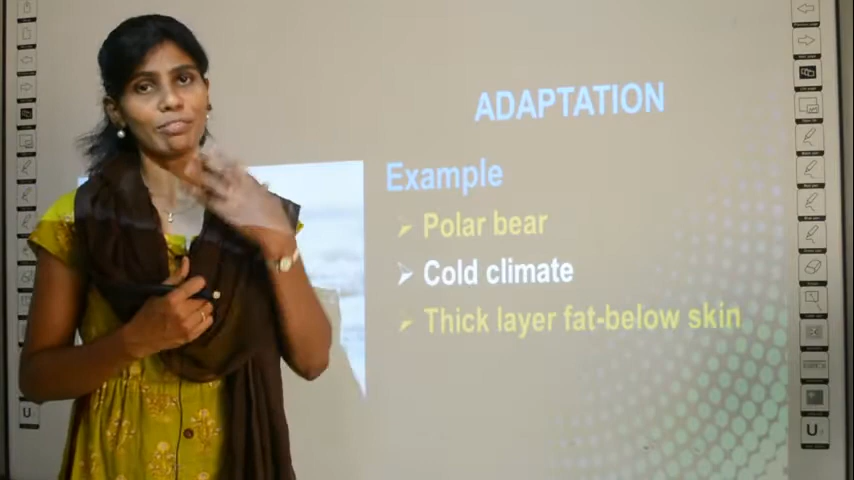 ADAPTATION
Example
Polar bear
Cold climate
Thick layer fat-below skin
U
U